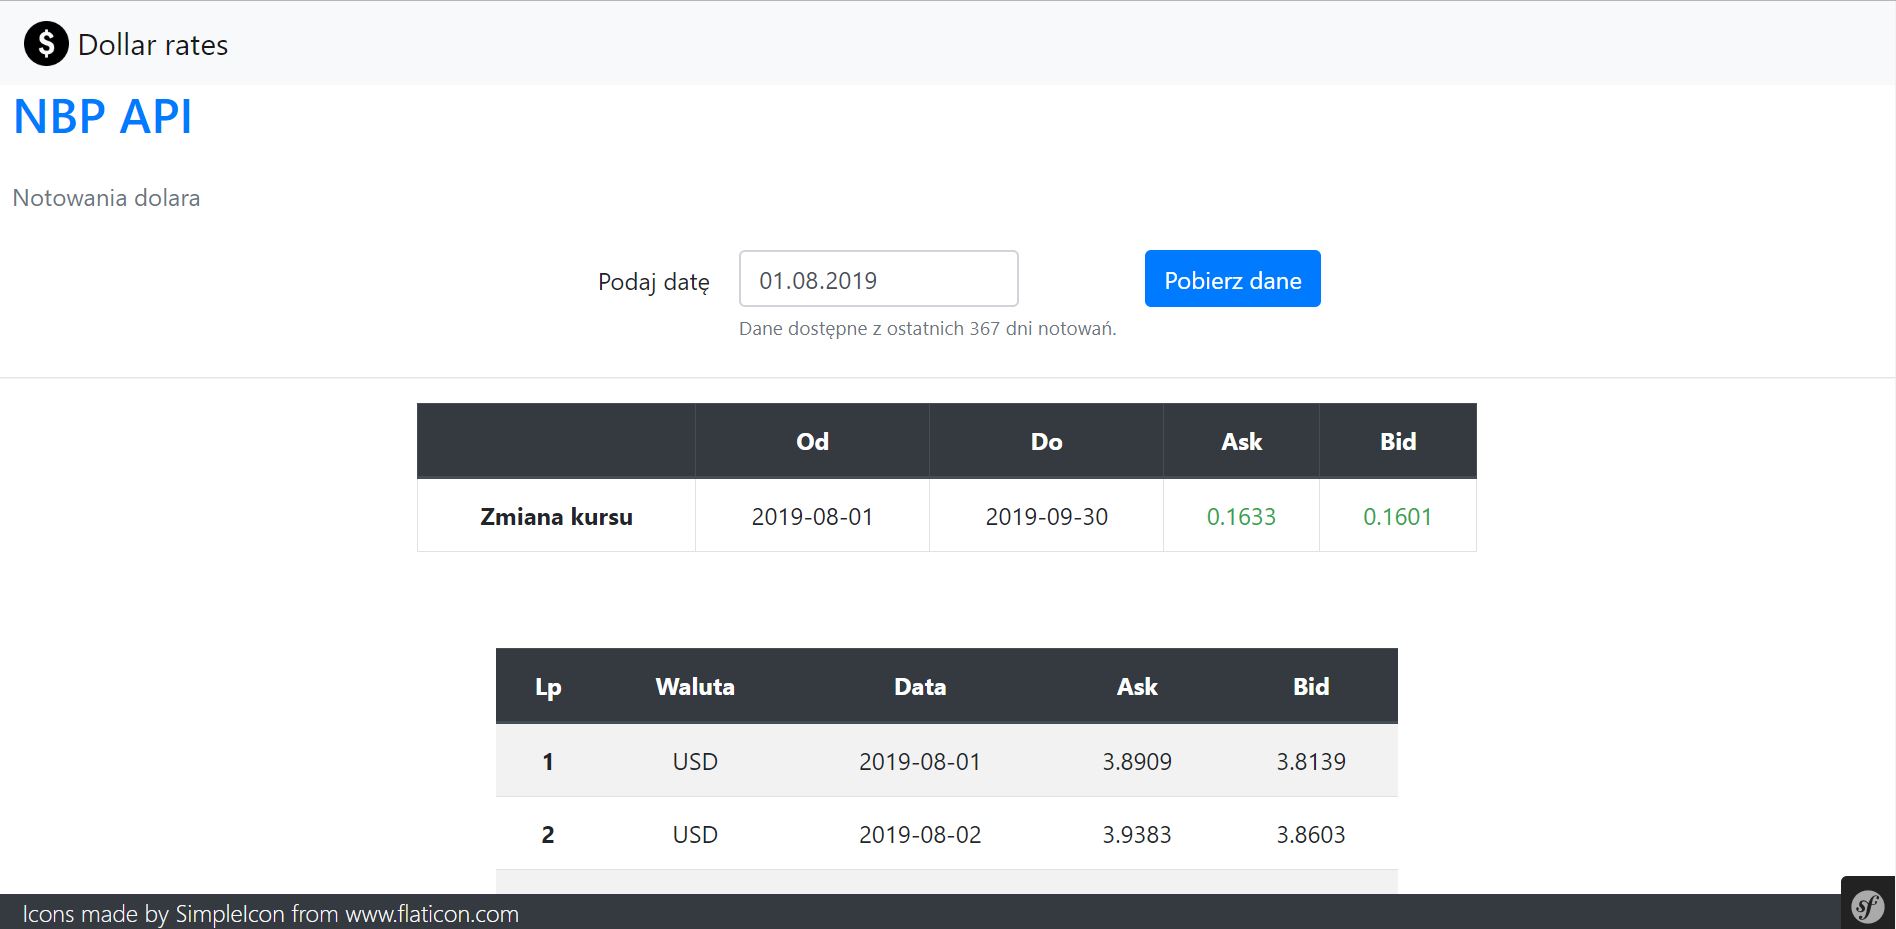 $ Dollar rates
NBP API
Notowania dolara
Podaj datę 01.08.2019 Pobierz dane
Dane dostępne z ostatnich 367 dni notowań.
Od Do Ask Bid
Zmiana kursu 2019-08-01 2019-09-30 0.1633 0.1601
Lp Waluta Data Ask Bid
1 USD 2019-08-01 3.8909 3.8139
2 USD 2019-08-02 3.9383 3.8603
Icons made by SimpleIcon from www.flaticon.com
sf